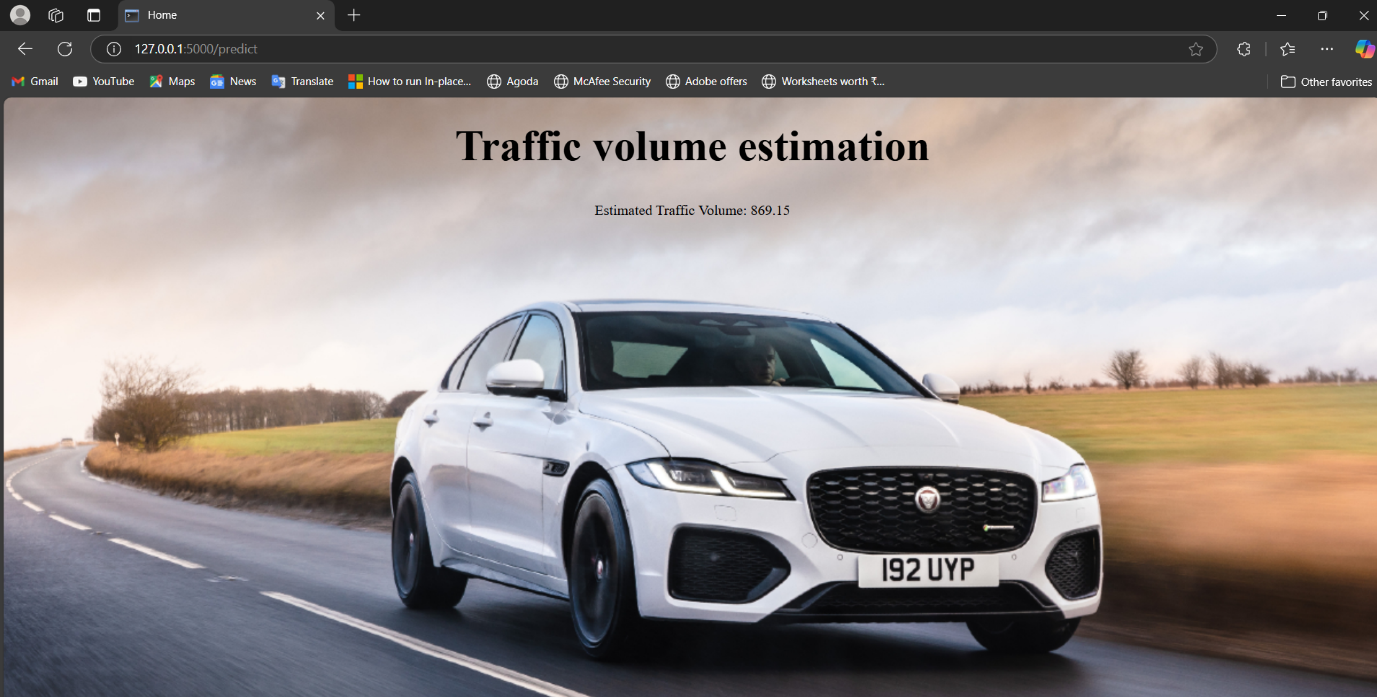 Home
127.0.0.1:5000/predict
Gmail YouTube Maps News Translate How to run In-place... Agoda McAfee Security Adobe offers Worksheets worth ₹... Other favorites
Traffic volume estimation
Estimated Traffic Volume: 869.15
192 UYP